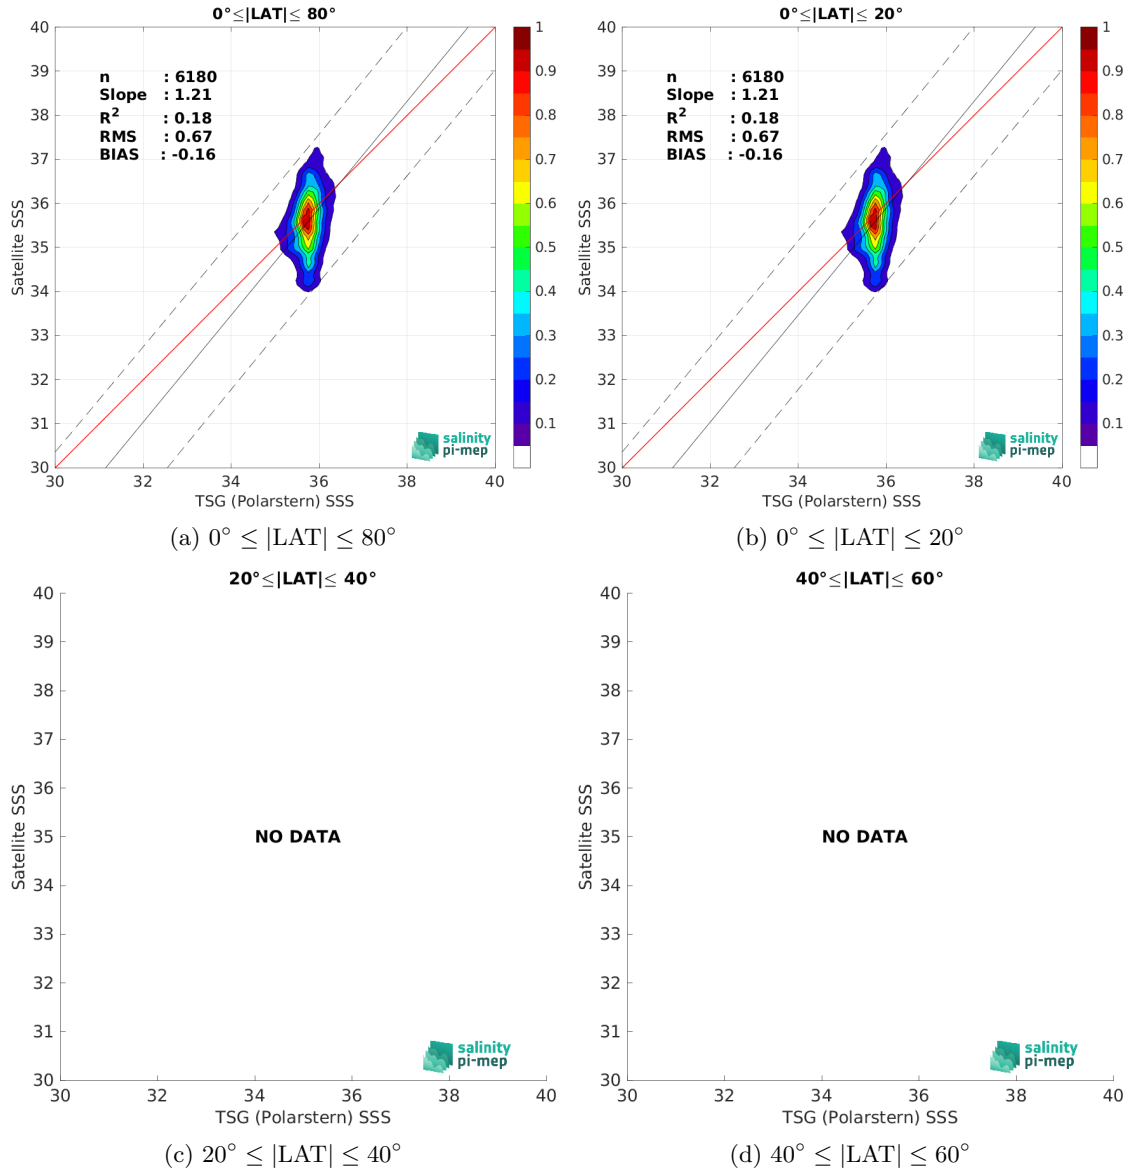 0°≤|LAT|≤ 80°
40
39
38
37
36
35
34
33
32
31
30
Satellite SSS
n : 6180
Slope : 1.21
R² : 0.18
RMS : 0.67
BIAS : -0.16
salinity
pi-mep
30 32 34 36 38 40
TSG (Polarstern) SSS
1
0.9
0.8
0.7
0.6
0.5
0.4
0.3
0.2
0.1
(a) 0° ≤ |LAT| ≤ 80°
0°≤|LAT|≤ 20°
40
39
38
37
36
35
34
33
32
31
30
Satellite SSS
n : 6180
Slope : 1.21
R² : 0.18
RMS : 0.67
BIAS : -0.16
salinity
pi-mep
30 32 34 36 38 40
TSG (Polarstern) SSS
1
0.9
0.8
0.7
0.6
0.5
0.4
0.3
0.2
0.1
(b) 0° ≤ |LAT| ≤ 20°
20°≤|LAT|≤ 40°
40
39
38
37
36
35
34
33
32
31
30
Satellite SSS
NO DATA
salinity
pi-mep
30 32 34 36 38 40
TSG (Polarstern) SSS
(c) 20° ≤ |LAT| ≤ 40°
40°≤|LAT|≤ 60°
40
39
38
37
36
35
34
33
32
31
30
Satellite SSS
NO DATA
salinity
pi-mep
30 32 34 36 38 40
TSG (Polarstern) SSS
(d) 40° ≤ |LAT| ≤ 60°